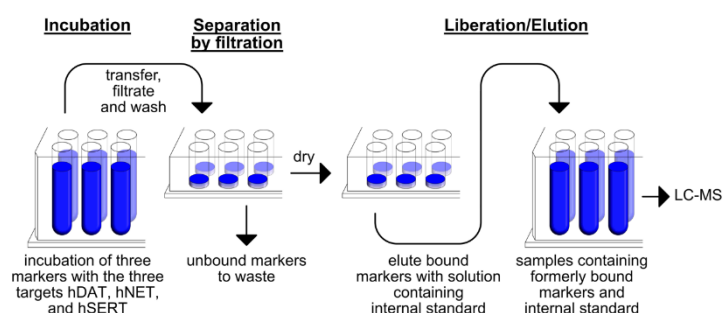 Incubation
Separation
by filtration
Liberation/Elution
transfer,
filtrate
and wash
dry
LC-MS
incubation of three
markers with the three
targets hDAT, hNET,
and hSERT
unbound markers
to waste
elute bound
markers with solution
containing
internal standard
samples containing
formerly bound
markers and
internal standard